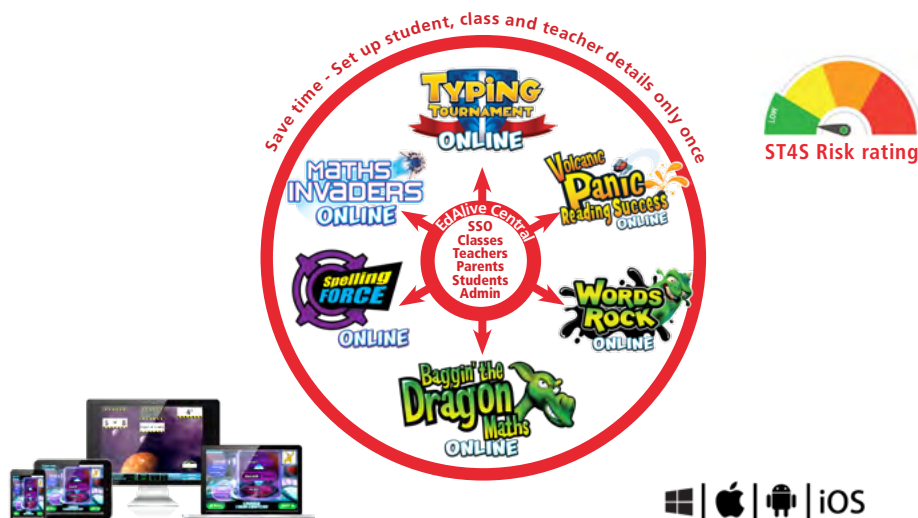 Save time - Set up student, class and teacher details only once
TYPING
TOURNAMENT
ONLINE
LOW
ST4S Risk rating
MATHS
INVADERS
ONLINE
Volcanic
Panic
Reading Success
ONLINE
EdAlive Central
SSO
Classes
Teachers
Parents
Students
Admin
Spelling
FORCE
ONLINE
WORDS
ROCK
ONLINE
Baggin' the
Dragon
Maths
ONLINE
iOS